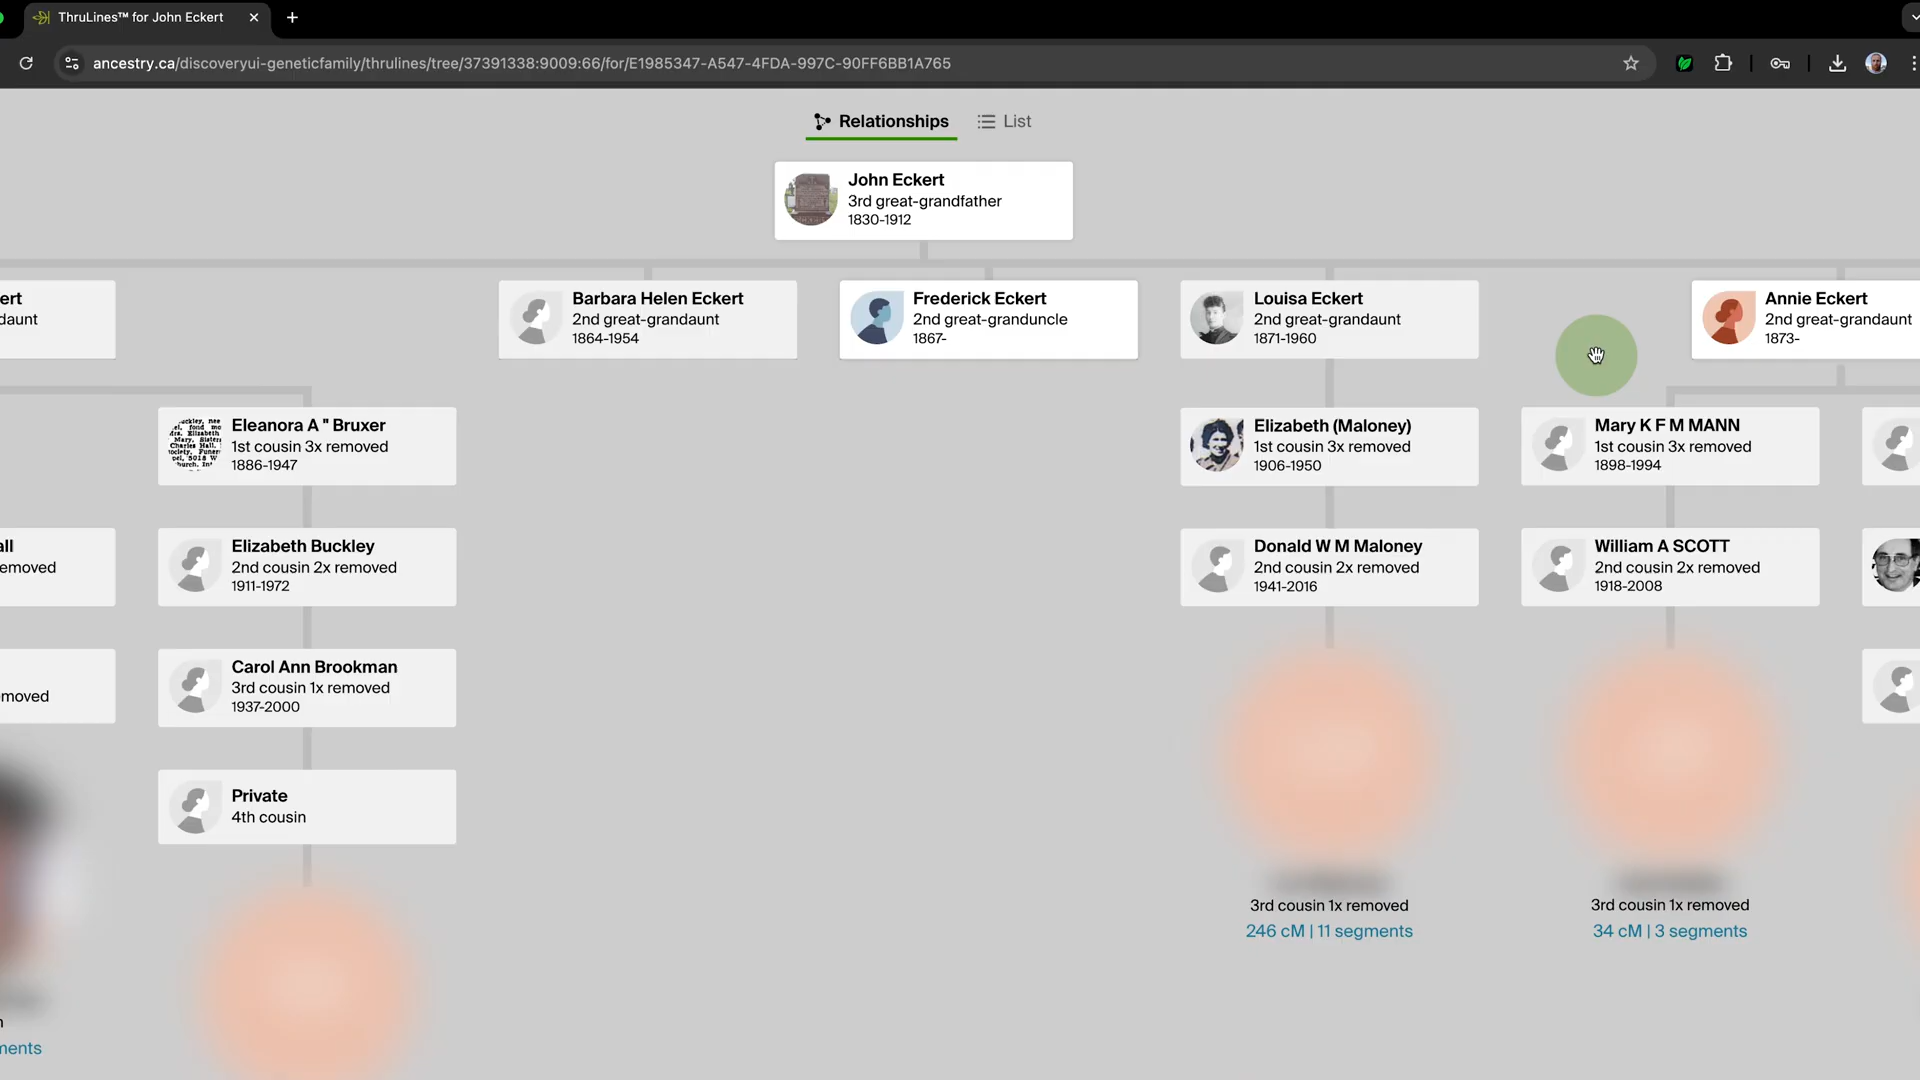 ThruLines™ for John Eckert
ancestry.ca/discoveryui-geneticfamily/thrulines/tree/37391338:9009:66/for/E1985347-A547-4FDA-997C-90FF6BB1A765
Relationships
List
John Eckert
3rd great-grandfather
1830-1912
ert
daunt
Barbara Helen Eckert
2nd great-grandaunt
1864-1954
Frederick Eckert
2nd great-granduncle
1867-
Louisa Eckert
2nd great-grandaunt
1871-1960
Annie Eckert
2nd great-grandaunt
1873-
Eleanora A " Bruxer
1st cousin 3x removed
1886-1947
Elizabeth (Maloney)
1st cousin 3x removed
1906-1950
Mary K F M MANN
1st cousin 3x removed
1898-1994
all
emoved
Elizabeth Buckley
2nd cousin 2x removed
1911-1972
Donald W M Maloney
2nd cousin 2x removed
1941-2016
William A SCOTT
2nd cousin 2x removed
1918-2008
moved
Carol Ann Brookman
3rd cousin 1x removed
1937-2000
Private
4th cousin
3rd cousin 1x removed
246 cM | 11 segments
3rd cousin 1x removed
34 cM | 3 segments
ments